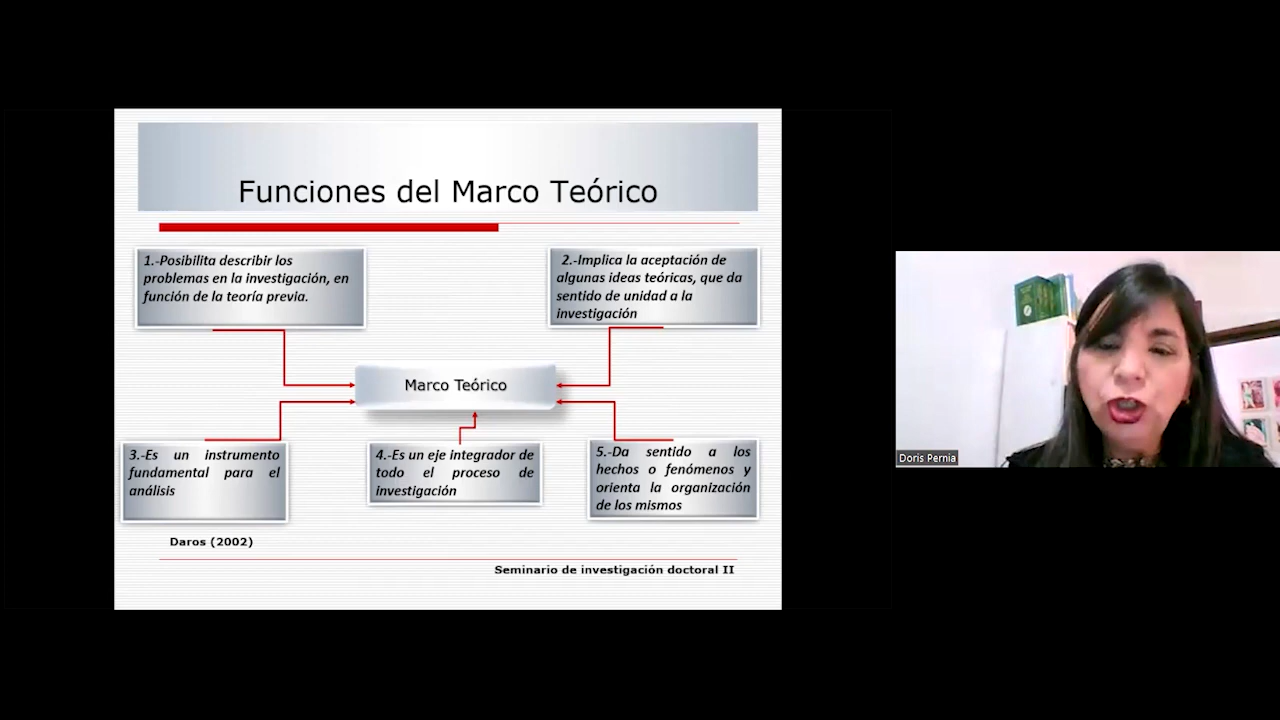 Funciones del Marco Teórico
1.-Posibilita describir los
problemas en la investigación, en
función de la teoría previa.
2.-Implica la aceptación de
algunas ideas teóricas, que da
sentido de unidad a la
investigación
Marco Teórico
3.-Es un instrumento
fundamental para el
análisis
4.-Es un eje integrador de
todo el proceso de
investigación
5.-Da sentido a los
hechos o fenómenos y
orienta la organización
de los mismos
Daros (2002)
Seminario de investigación doctoral II
Doris Pernia